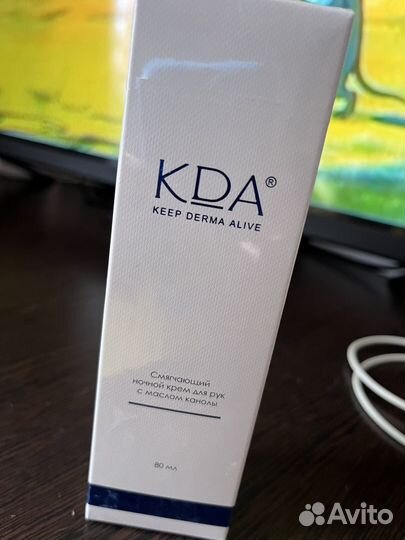 KDA®
KEEP DERMA ALIVE
Смягчающий
ночной крем для рук
с маслом канолы
80 мл
Avito